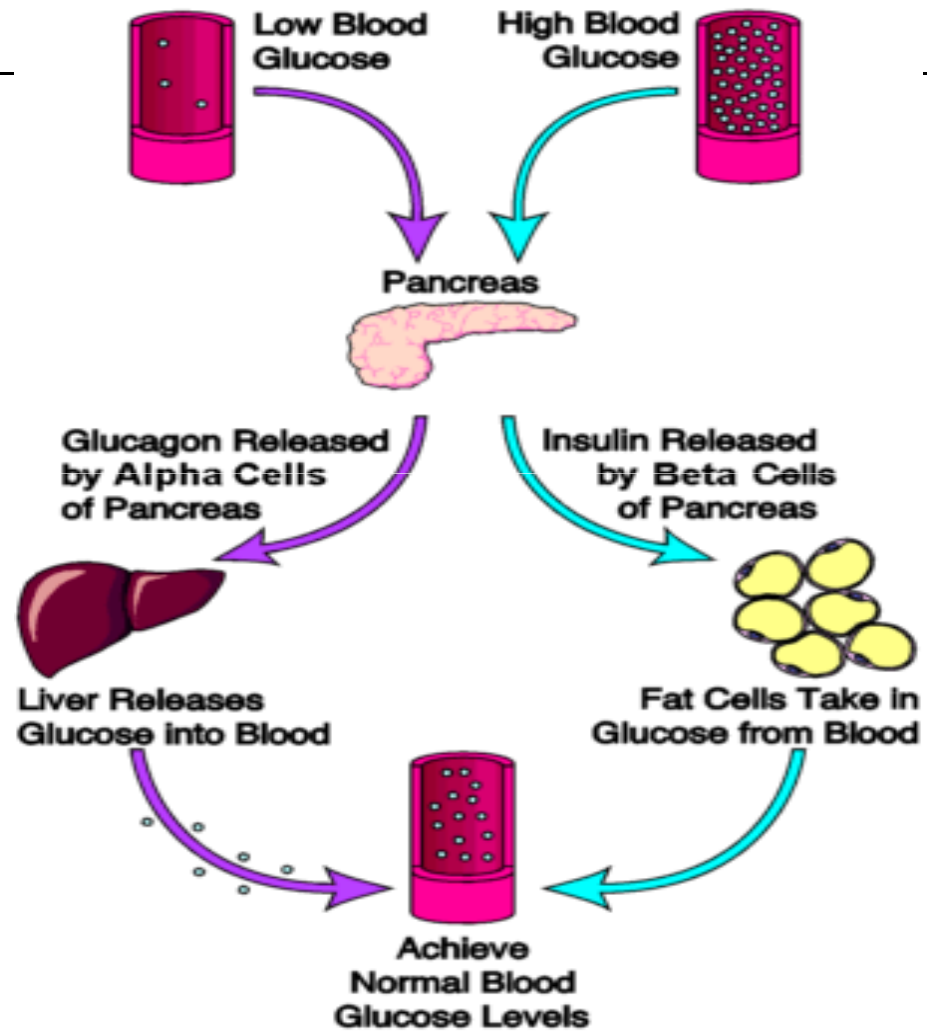 Low Blood
Glucose
High Blood
Glucose
Pancreas
Glucagon Released
by Alpha Cells
of Pancreas
Insulin Released
by Beta Cells
of Pancreas
Liver Releases
Glucose into Blood
Fat Cells Take in
Glucose from Blood
Achieve
Normal Blood
Glucose Levels